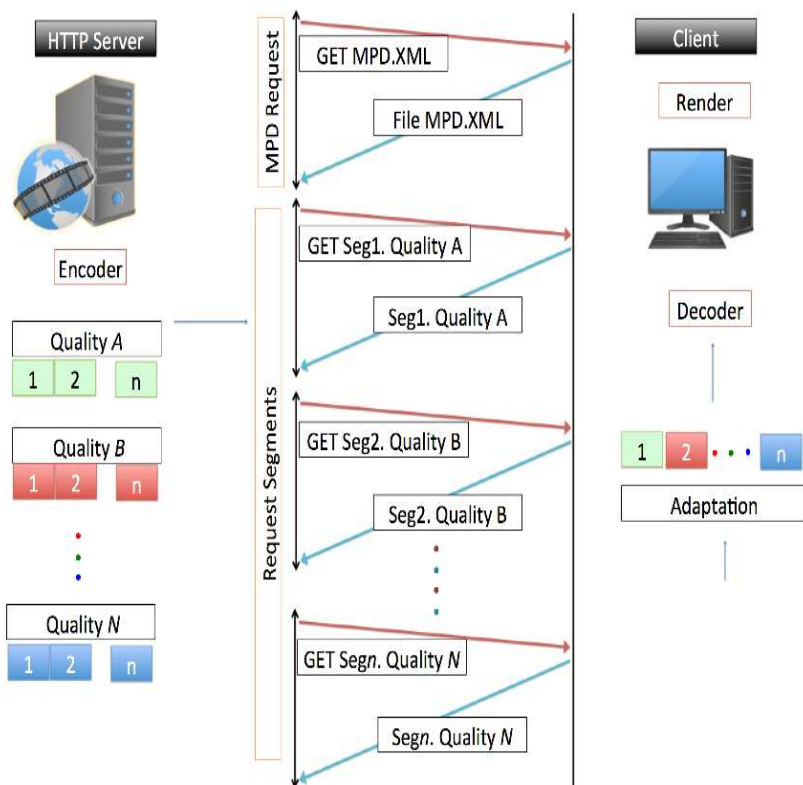 HTTP Server
Encoder
Quality A
1 2 n
Quality B
1 2 n
Quality N
1 2 n
MPD Request
GET MPD.XML
File MPD.XML
Request Segments
GET Seg1. Quality A
Seg1. Quality A
GET Seg2. Quality B
Seg2. Quality B
GET Segn. Quality N
Segn. Quality N
Client
Render
Decoder
1 2 n
Adaptation